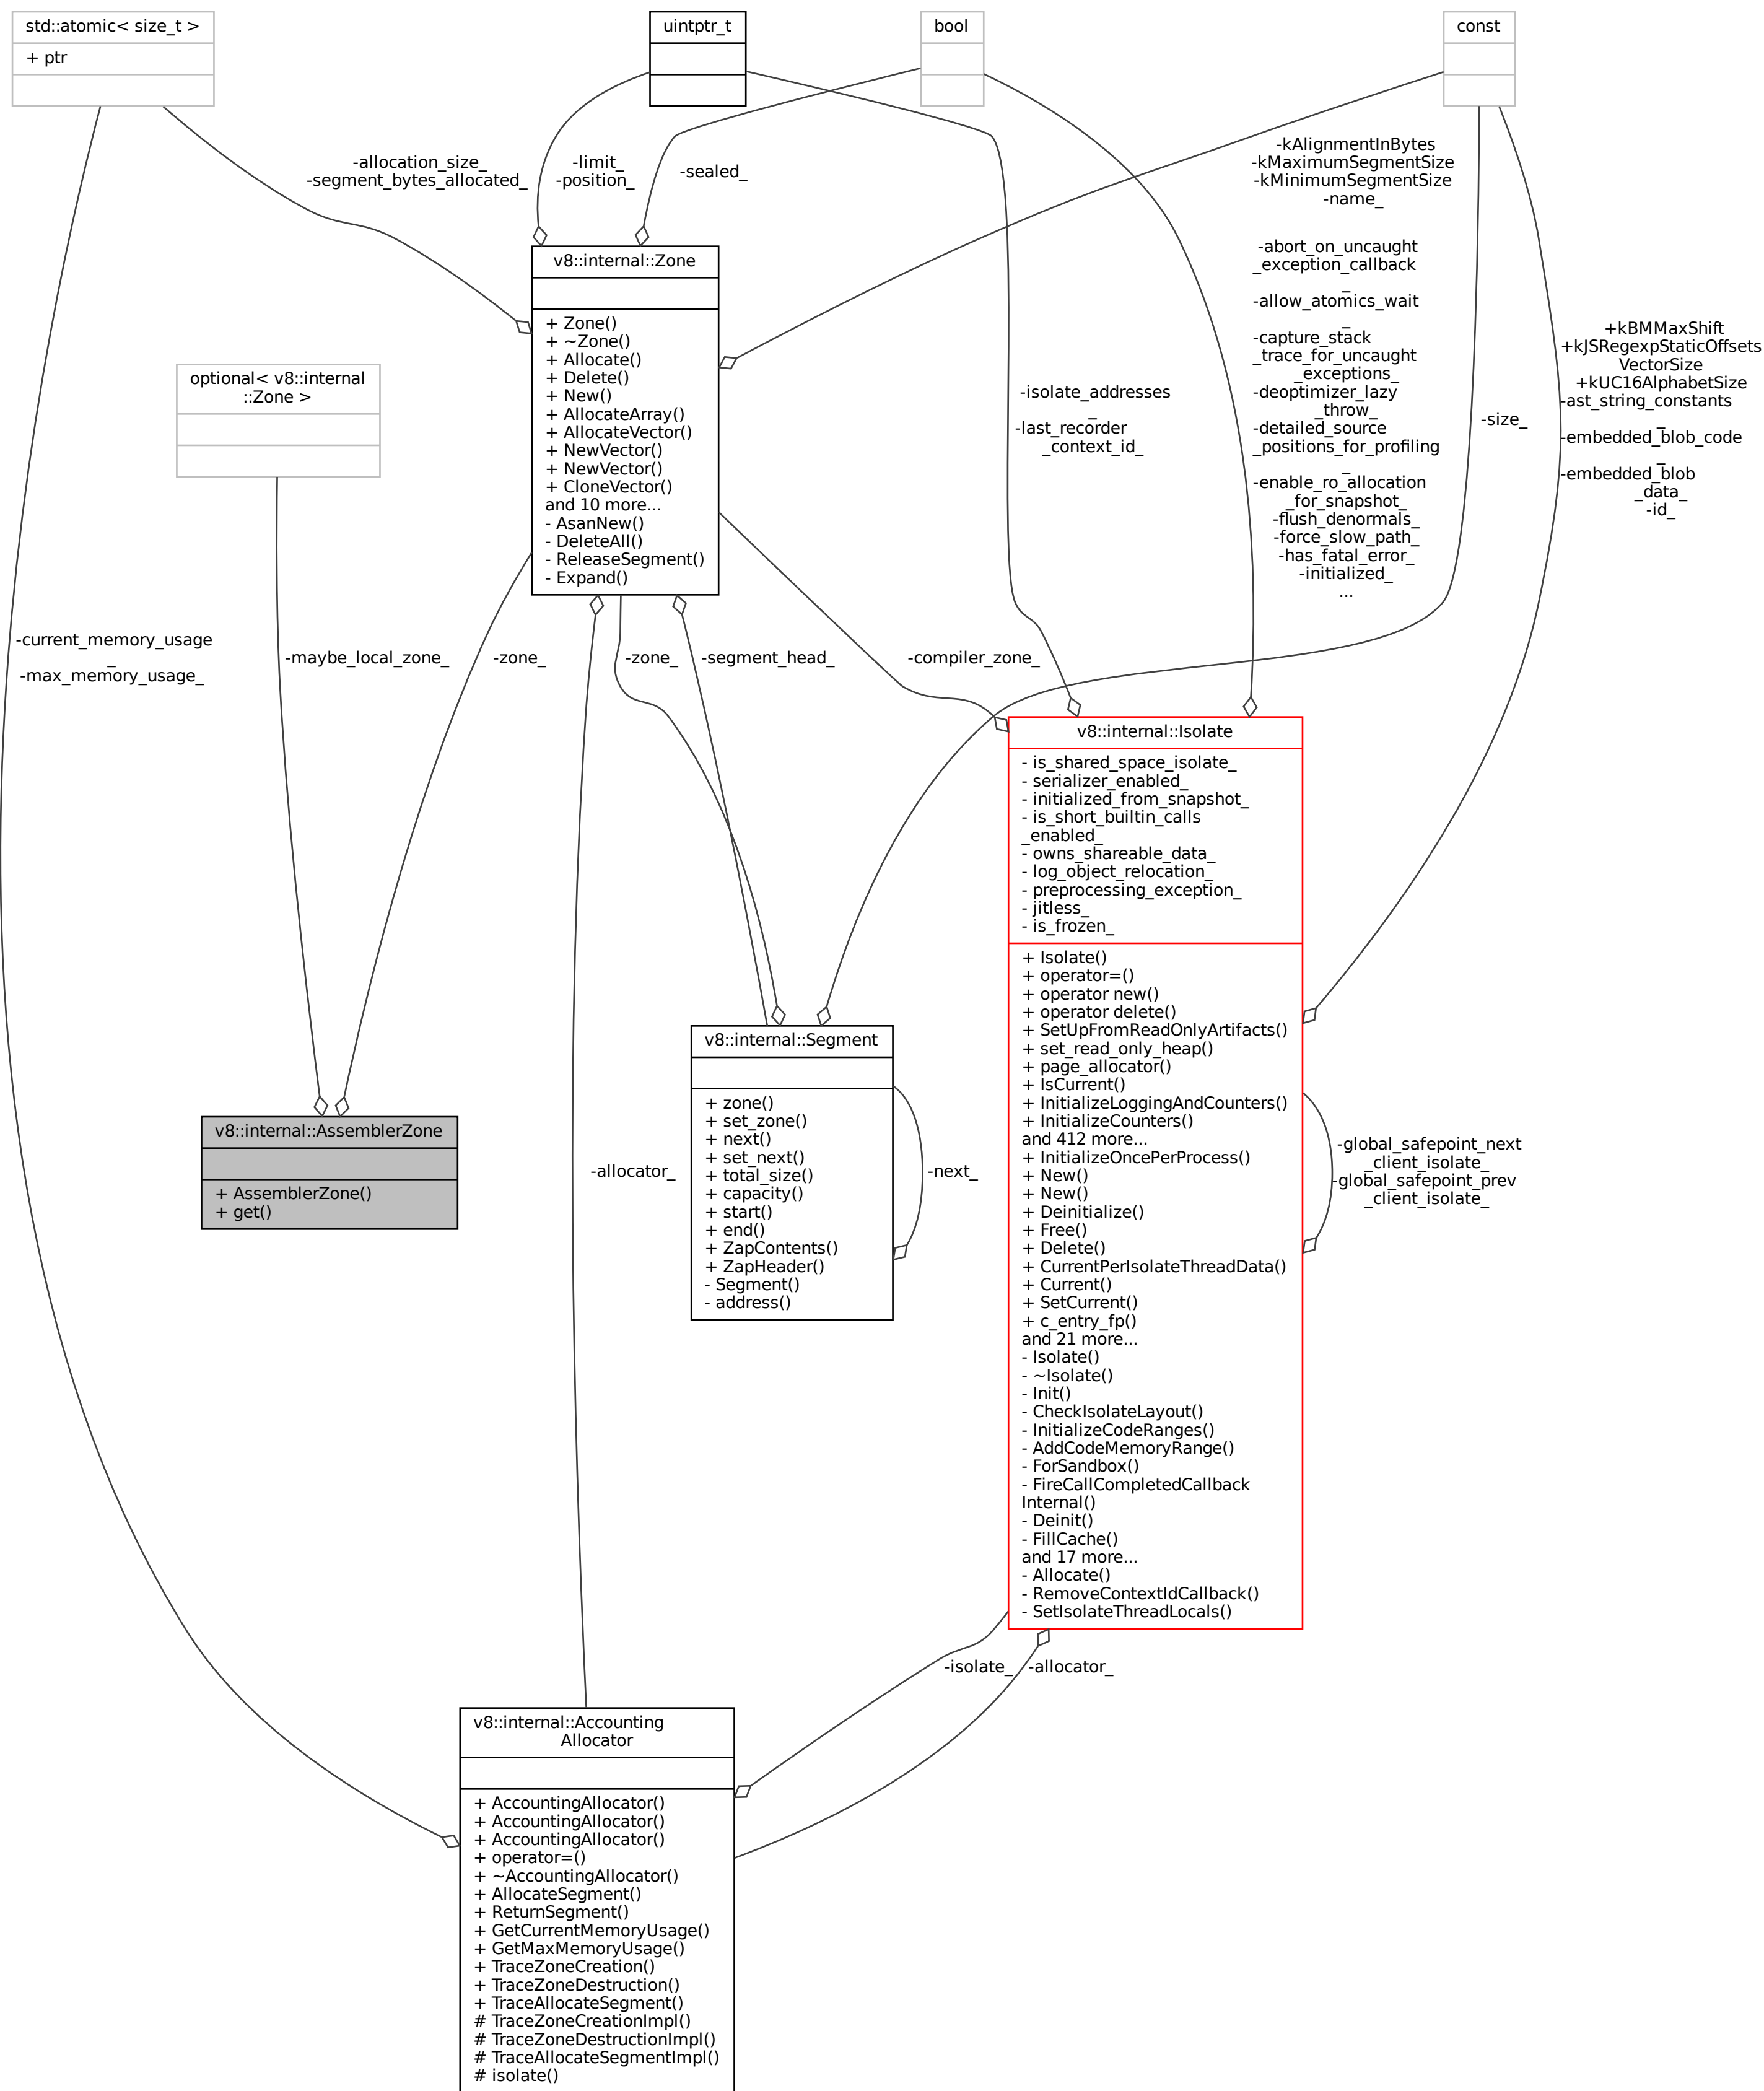 std::atomic< size_t >
+ ptr
uintptr_t
bool
const
-allocation_size_
-segment_bytes_allocated_
-limit_
-position_
-sealed_
-kAlignmentInBytes
-kMaximumSegmentSize
-kMinimumSegmentSize
-name_
v8::internal::Zone
+ Zone()
+ ~Zone()
+ Allocate()
+ Delete()
+ New()
+ AllocateArray()
+ AllocateVector()
+ NewVector()
+ NewVector()
+ CloneVector()
and 10 more...
- AsanNew()
- DeleteAll()
- ReleaseSegment()
- Expand()
optional< v8::internal
::Zone >
-isolate_addresses
_
-last_recorder
_context_id_
-abort_on_uncaught
_exception_callback
_
-allow_atomics_wait
_
-capture_stack
_trace_for_uncaught
_exceptions_
-deoptimizer_lazy
_throw_
-detailed_source
_positions_for_profiling
_
-enable_ro_allocation
_for_snapshot_
-flush_denormals_
-force_slow_path_
-has_fatal_error_
-initialized_
...
-size_
+kBMMaxShift
+kJSRegexpStaticOffsets
VectorSize
+kUC16AlphabetSize
-ast_string_constants
_
-embedded_blob_code
_
-embedded_blob
_data_
-id_
-current_memory_usage
_
-max_memory_usage_
-maybe_local_zone_
-zone_
-zone_
-segment_head_
-compiler_zone_
v8::internal::Isolate
- is_shared_space_isolate_
- serializer_enabled_
- initialized_from_snapshot_
- is_short_builtin_calls
_enabled_
- owns_shareable_data_
- log_object_relocation_
- preprocessing_exception_
- jitless_
- is_frozen_
+ Isolate()
+ operator=()
+ operator new()
+ operator delete()
+ SetUpFromReadOnlyArtifacts()
+ set_read_only_heap()
+ page_allocator()
+ IsCurrent()
+ InitializeLoggingAndCounters()
+ InitializeCounters()
and 412 more...
+ InitializeOncePerProcess()
+ New()
+ New()
+ Deinitialize()
+ Free()
+ Delete()
+ CurrentPerIsolateThreadData()
+ Current()
+ SetCurrent()
+ c_entry_fp()
and 21 more...
- Isolate()
- ~Isolate()
- Init()
- CheckIsolateLayout()
- InitializeCodeRanges()
- AddCodeMemoryRange()
- ForSandbox()
- FireCallCompletedCallback
Internal()
- Deinit()
- FillCache()
and 17 more...
- Allocate()
- RemoveContextIdCallback()
- SetIsolateThreadLocals()
v8::internal::Segment
+ zone()
+ set_zone()
+ next()
+ set_next()
+ total_size()
+ capacity()
+ start()
+ end()
+ ZapContents()
+ ZapHeader()
- Segment()
- address()
v8::internal::AssemblerZone
+ AssemblerZone()
+ get()
-allocator_
-next_
-global_safepoint_next
_client_isolate_
-global_safepoint_prev
_client_isolate_
-isolate_
-allocator_
v8::internal::Accounting
Allocator
+ AccountingAllocator()
+ AccountingAllocator()
+ AccountingAllocator()
+ operator=()
+ ~AccountingAllocator()
+ AllocateSegment()
+ ReturnSegment()
+ GetCurrentMemoryUsage()
+ GetMaxMemoryUsage()
+ TraceZoneCreation()
+ TraceZoneDestruction()
+ TraceAllocateSegment()
# TraceZoneCreationImpl()
# TraceZoneDestructionImpl()
# TraceAllocateSegmentImpl()
# isolate()